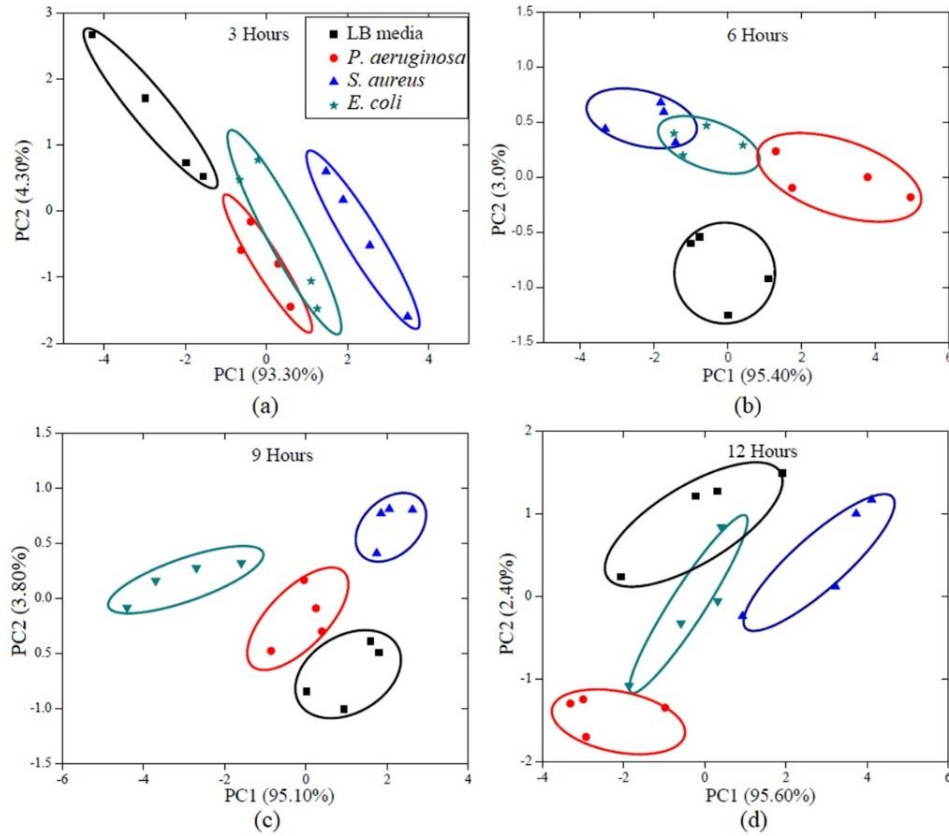 3 Hours
LB media
P. aeruginosa
S. aureus
E. coli
PC2 (4.30%)
3
2
1
0
-1
-2
-4
-2
0
2
4
PC1 (93.30%)
(a)
6 Hours
PC2 (3.0%)
1.5
1.0
0.5
0.0
-0.5
-1.0
-1.5
-4
-2
0
2
4
6
PC1 (95.40%)
(b)
9 Hours
PC2 (3.80%)
1.5
1.0
0.5
0.0
-0.5
-1.0
-1.5
-6
-4
-2
0
2
4
PC1 (95.10%)
(c)
12 Hours
PC2 (2.40%)
2
1
0
-1
-2
-4
-2
0
2
4
6
PC1 (95.60%)
(d)